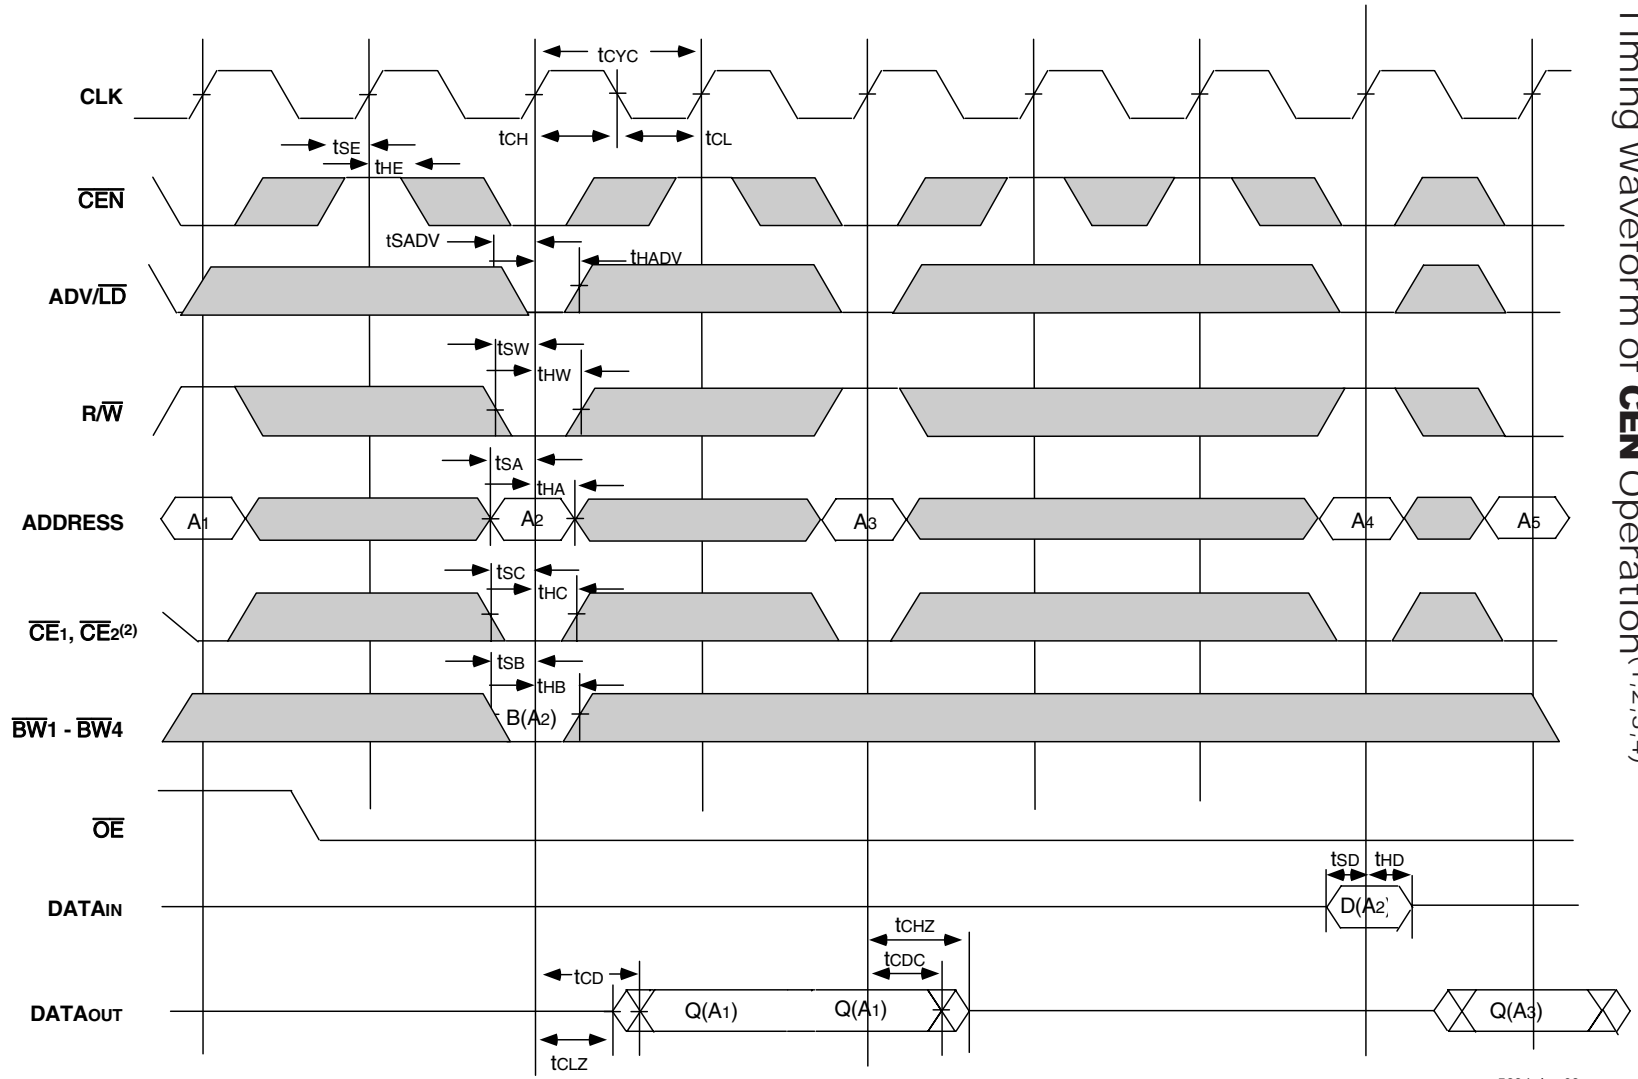 Timing Waveform of CEN Operation(1,2,3,4)
tCYC
CLK
tCH
tCL
tSE
tHE
CEN
tSADV
tHADV
ADV/LD
tSW
tHW
R/W
tSA
tHA
ADDRESS
A1
A2
A3
A4
A5
tSC
tHC
CE1, CE2(2)
tSB
tHB
BW1 - BW4
B(A2)
OE
tSD
tHD
DATAIN
D(A2)
tCHZ
tCD
tCDC
DATAOUT
Q(A1)
Q(A1)
Q(A3)
tCLZ